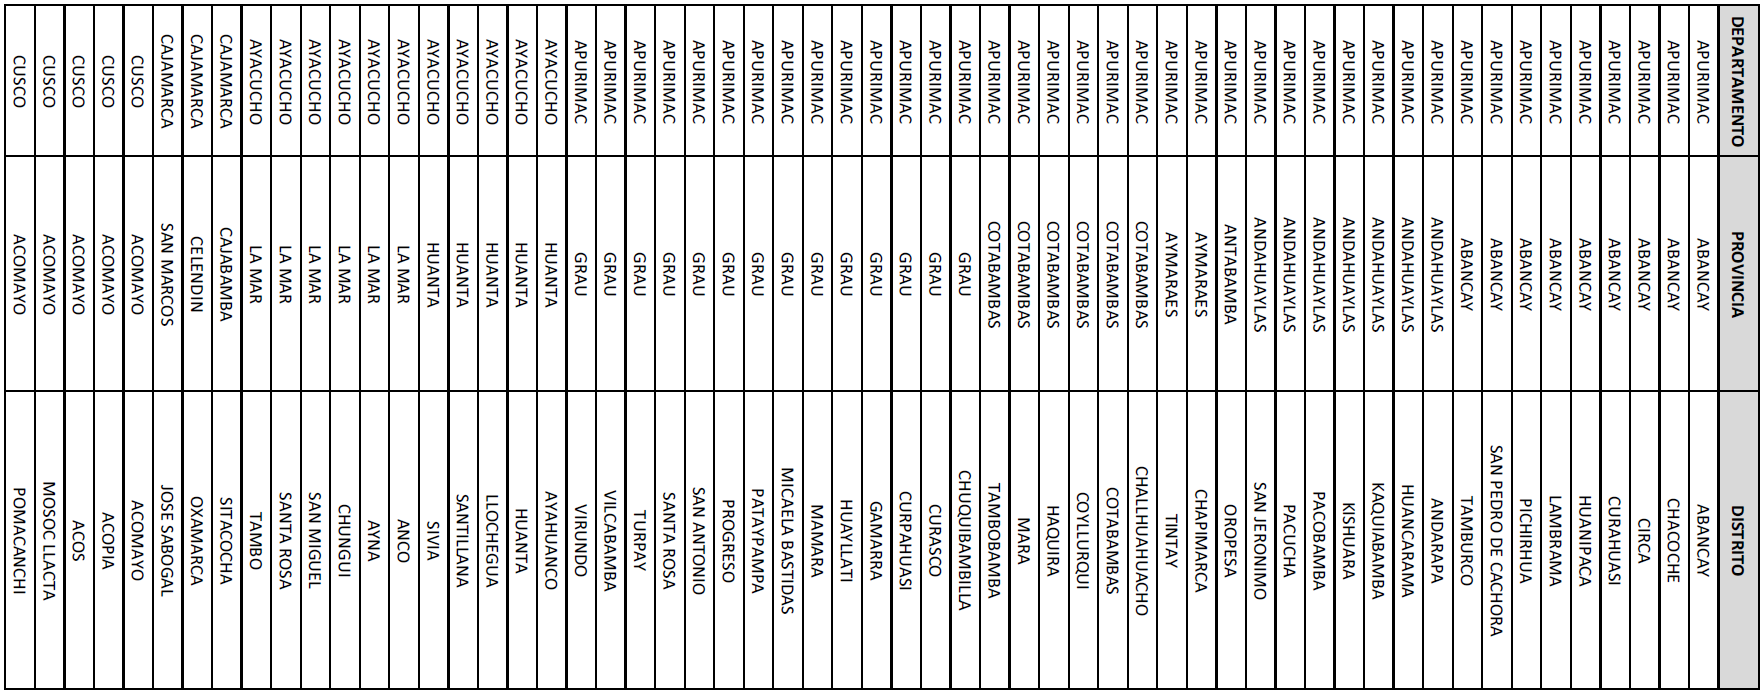 DEPARTAMENTO PROVINCIA DISTRITO
APURIMAC ABANCAY ABANCAY
APURIMAC ABANCAY CHACOCHE
APURIMAC ABANCAY CIRCA
APURIMAC ABANCAY CURAHUASI
APURIMAC ABANCAY HUANIPACA
APURIMAC ABANCAY LAMBRAMA
APURIMAC ABANCAY PICHIRHUA
APURIMAC ABANCAY SAN PEDRO DE CACHORA
APURIMAC ABANCAY TAMBURCO
APURIMAC ANDAHUAYLAS ANDARAPA
APURIMAC ANDAHUAYLAS HUANCARAMA
APURIMAC ANDAHUAYLAS KAQUIABAMBA
APURIMAC ANDAHUAYLAS KISHUARA
APURIMAC ANDAHUAYLAS PACOBAMBA
APURIMAC ANDAHUAYLAS PACUCHA
APURIMAC ANDAHUAYLAS SAN JERONIMO
APURIMAC ANTABAMBA OROPESA
APURIMAC AYMARAES CHAPIMARCA
APURIMAC AYMARAES TINTAY
APURIMAC COTABAMBAS CHALLHUAHUACHO
APURIMAC COTABAMBAS COTABAMBAS
APURIMAC COTABAMBAS COYLLURQUI
APURIMAC COTABAMBAS HAQUIRA
APURIMAC COTABAMBAS MARA
APURIMAC COTABAMBAS TAMBOBAMBA
APURIMAC GRAU CHUQUIBAMBILLA
APURIMAC GRAU CURASCO
APURIMAC GRAU CURPAHUASI
APURIMAC GRAU GAMARRA
APURIMAC GRAU HUAYLLATI
APURIMAC GRAU MAMARA
APURIMAC GRAU MICAELA BASTIDAS
APURIMAC GRAU PATAYPAMPA
APURIMAC GRAU PROGRESO
APURIMAC GRAU SAN ANTONIO
APURIMAC GRAU SANTA ROSA
APURIMAC GRAU TURPAY
APURIMAC GRAU VILCABAMBA
APURIMAC GRAU VIRUNDO
AYACUCHO HUANTA AYAHUANCO
AYACUCHO HUANTA HUANTA
AYACUCHO HUANTA LLOCHEGUA
AYACUCHO HUANTA SANTILLANA
AYACUCHO HUANTA SIVIA
AYACUCHO LA MAR ANCO
AYACUCHO LA MAR AYNA
AYACUCHO LA MAR CHUNGUI
AYACUCHO LA MAR SAN MIGUEL
AYACUCHO LA MAR SANTA ROSA
AYACUCHO LA MAR TAMBO
CAJAMARCA CAJABAMBA SITACOCHA
CAJAMARCA CELENDIN OXAMARCA
CAJAMARCA SAN MARCOS JOSE SABOGAL
CUSCO ACOMAYO ACOMAYO
CUSCO ACOMAYO ACOPIA
CUSCO ACOMAYO ACOS
CUSCO ACOMAYO MOSOC LLACTA
CUSCO ACOMAYO POMACANCHI